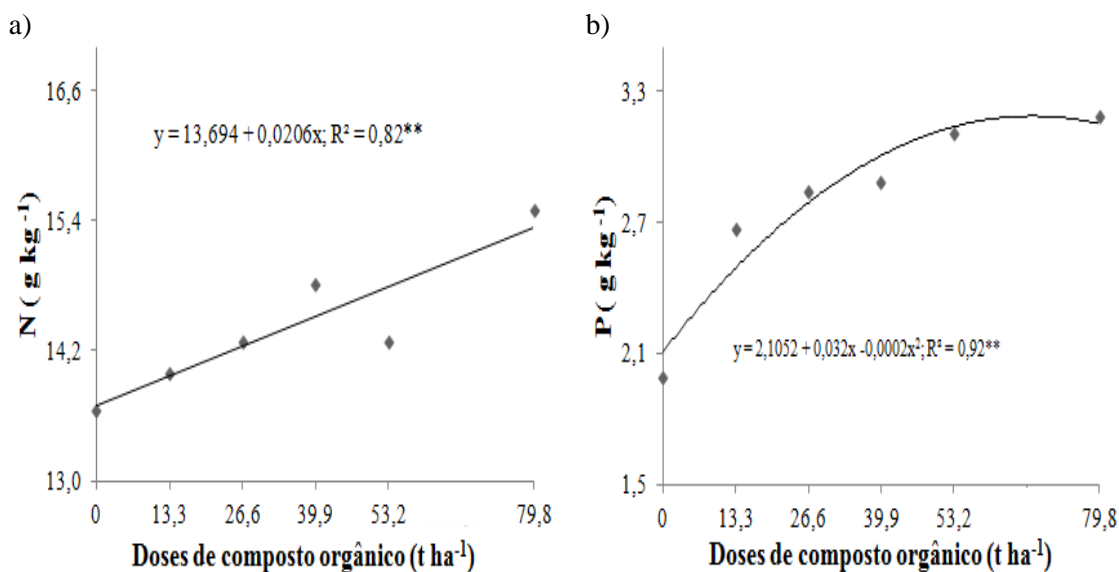 a)
16,6
15,4
14,2
13,0
N ( g kg ⁻¹)
y = 13,694 + 0,0206x; R² = 0,82**
0 13,3 26,6 39,9 53,2 79,8
Doses de composto orgânico (t ha⁻¹)
b)
3,3
2,7
2,1
1,5
P( g kg⁻¹)
y = 2,1052 + 0,032x -0,0002x²; R² = 0,92**
0 13,3 26,6 39,9 53,2 79,8
Doses de composto orgânico (t ha⁻¹)